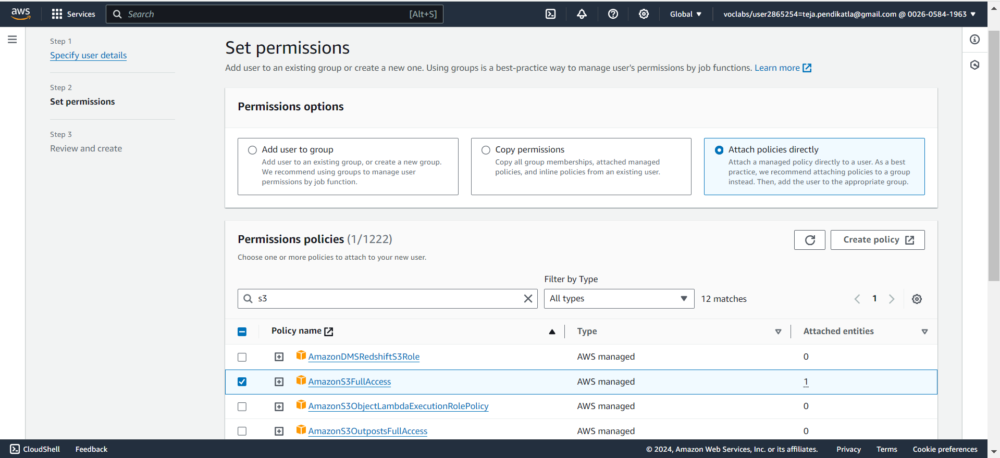 aws
Services
Search
[Alt+S]
Global
voclabs/user2865254=teja.pendikatla@gmail.com @ 0026-0584-1963
Step 1
Specify user details
Step 2
Set permissions
Step 3
Review and create
Set permissions
Add user to an existing group or create a new one. Using groups is a best-practice way to manage user's permissions by job functions. Learn more
Permissions options
Add user to group
Add user to an existing group, or create a new group.
We recommend using groups to manage user
permissions by job function.
Copy permissions
Copy all group memberships, attached managed
policies, and inline policies from an existing user.
Attach policies directly
Attach a managed policy directly to a user. As a best
practice, we recommend attaching policies to a group
instead. Then, add the user to the appropriate group.
Permissions policies (1/1222)
Choose one or more policies to attach to your new user.
Create policy
Filter by Type
s3
All types
12 matches
1
Policy name
Type
Attached entities
AmazonDMSRedshiftS3Role
AWS managed
0
AmazonS3FullAccess
AWS managed
1
AmazonS3ObjectLambdaExecutionRolePolicy
AWS managed
0
AmazonS3OutpostsFullAccess
AWS managed
0
CloudShell
Feedback
© 2024, Amazon Web Services, Inc. or its affiliates.
Privacy
Terms
Cookie preferences